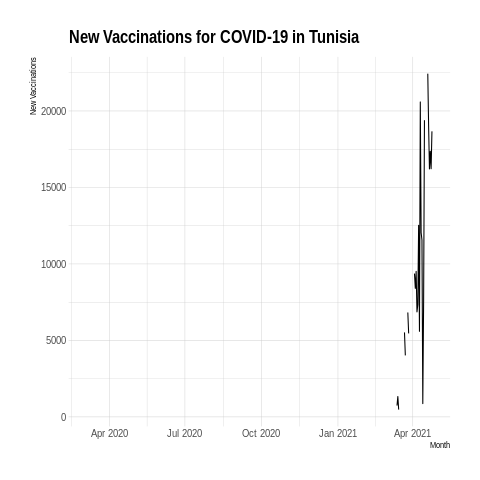 New Vaccinations for COVID-19 in Tunisia
New Vaccinations
20000
15000
10000
5000
0
Apr 2020 Jul 2020 Oct 2020 Jan 2021 Apr 2021
Month